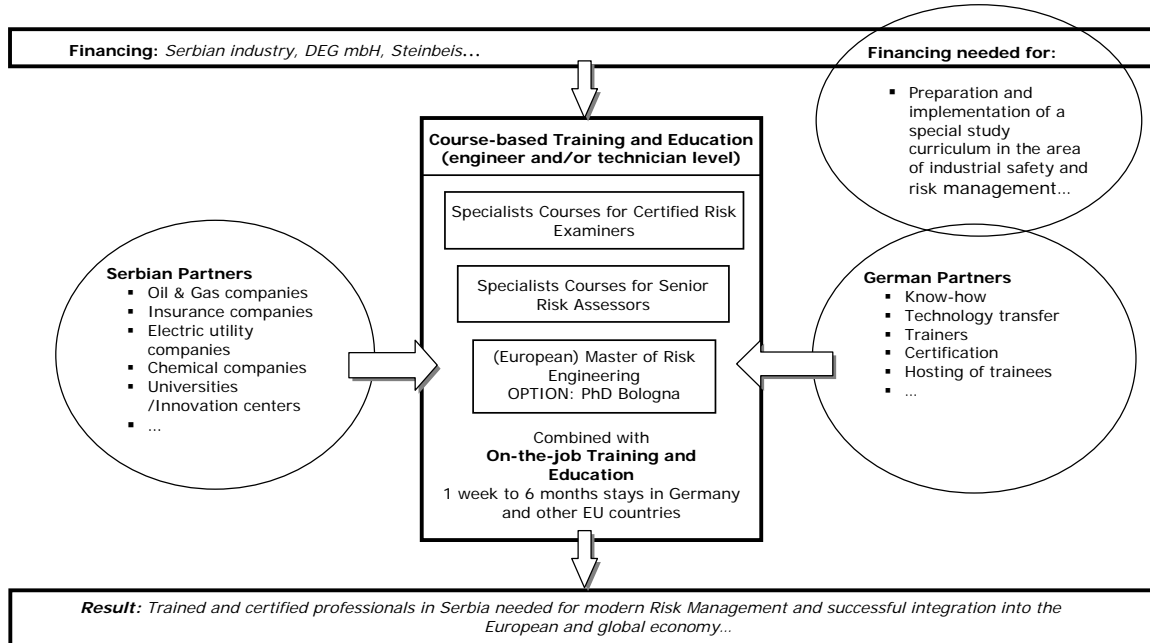 Financing: Serbian industry, DEG mbH, Steinbeis...
Financing needed for:
▪ Preparation and
implementation of a
special study
curriculum in the area
of industrial safety and
risk management...
Course-based Training and Education
(engineer and/or technician level)
Specialists Courses for Certified Risk
Examiners
Specialists Courses for Senior
Risk Assessors
(European) Master of Risk
Engineering
OPTION: PhD Bologna
Combined with
On-the-job Training and
Education
1 week to 6 months stays in Germany
and other EU countries
Serbian Partners
▪ Oil & Gas companies
▪ Insurance companies
▪ Electric utility
companies
▪ Chemical companies
▪ Universities
/Innovation centers
▪ ...
German Partners
▪ Know-how
▪ Technology transfer
▪ Trainers
▪ Certification
▪ Hosting of trainees
▪ ...
Result: Trained and certified professionals in Serbia needed for modern Risk Management and successful integration into the
European and global economy...